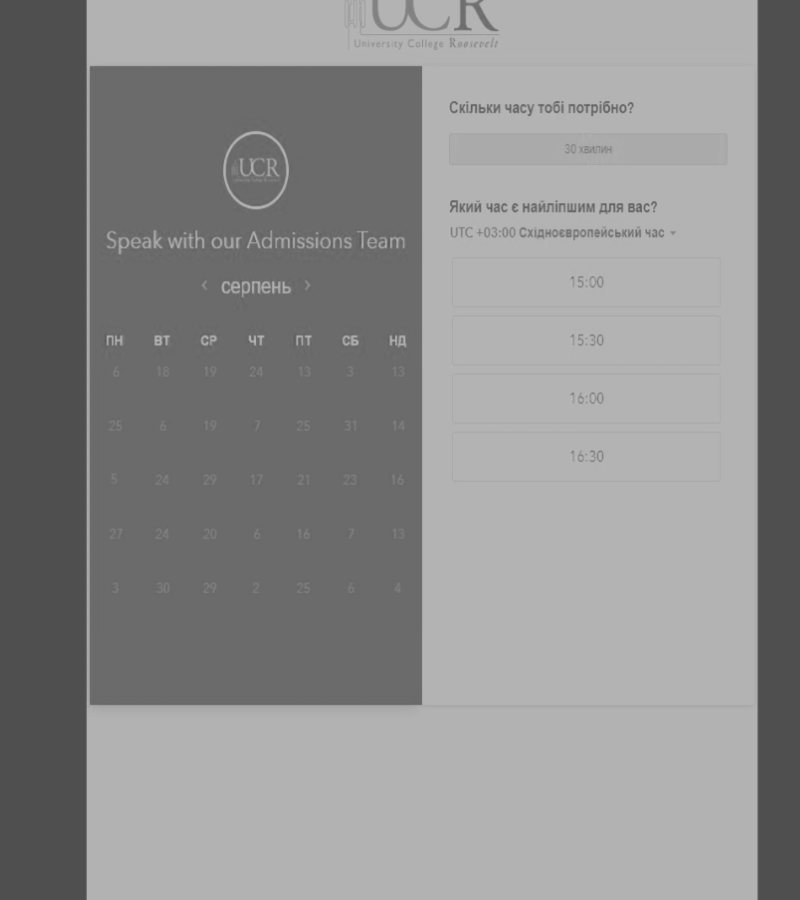 UCR
University College Roosevelt
UCR
Speak with our Admissions Team
‹ серпень ›
ПН ВТ СР ЧТ ПТ СБ НД
6 18 19 24 13 3 13
25 6 19 7 25 31 14
5 24 29 17 21 23 16
27 24 20 6 16 7 13
3 30 29 2 25 6 4
Скільки часу тобі потрібно?
30 хвилин
Який час є найліпшим для вас?
UTC +03:00 Східноєвропейський час
15:00
15:30
16:00
16:30